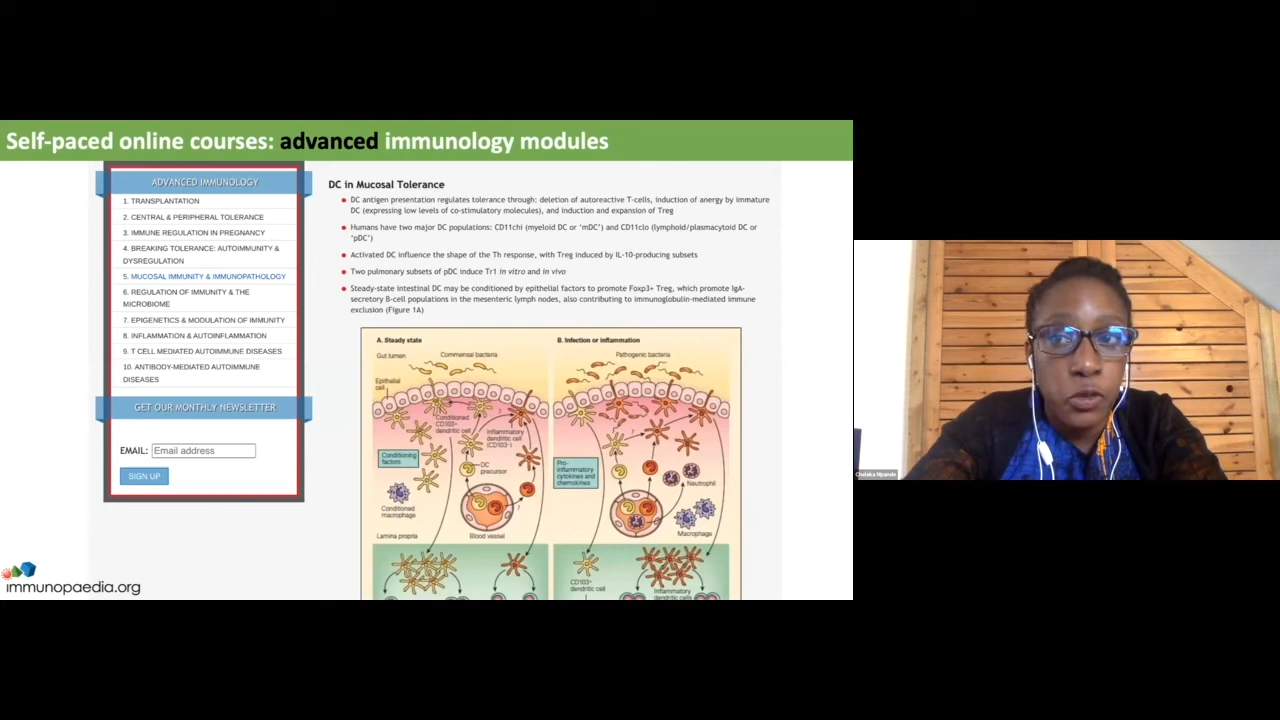 Self-paced online courses: advanced immunology modules
ADVANCED IMMUNOLOGY
1. TRANSPLANTATION
2. CENTRAL & PERIPHERAL TOLERANCE
3. IMMUNE REGULATION IN PREGNANCY
4. BREAKING TOLERANCE: AUTOIMMUNITY &
DYSREGULATION
5. MUCOSAL IMMUNITY & IMMUNOPATHOLOGY
6. REGULATION OF IMMUNITY & THE
MICROBIOME
7. EPIGENETICS & MODULATION OF IMMUNITY
8. INFLAMMATION & AUTOINFLAMMATION
9. T CELL MEDIATED AUTOIMMUNE DISEASES
10. ANTIBODY-MEDIATED AUTOIMMUNE
DISEASES
GET OUR MONTHLY NEWSLETTER
EMAIL: Email address
SIGN UP
immunopaedia.org
DC in Mucosal Tolerance
DC antigen presentation regulates tolerance through: deletion of autoreactive T-cells, induction of anergy by immature
DC (expressing low levels of co-stimulatory molecules), and induction and expansion of Treg
Humans have two major DC populations: CD11chi (myeloid DC or ‘mDC’) and CD11clo (lymphoid/plasmacytoid DC or
‘pDC’)
Activated DC influence the shape of the Th response, with Treg induced by IL-10-producing subsets
Two pulmonary subsets of pDC induce Tr1 in vitro and in vivo
Steady-state intestinal DC may be conditioned by epithelial factors to promote Foxp3+ Treg, which promote IgA-
secretory B-cell populations in the mesenteric lymph nodes, also contributing to immunoglobulin-mediated immune
exclusion (Figure 1A)
A. Steady state
Gut lumen
Commensal bacteria
Epithelial
cell
Conditioned
CD103+
dendritic cell
Inflammatory
dendritic cell
(CD103-)
?
Conditioning
factors
DC
precursor
Conditioned
macrophage
?
Lamina propria
Blood vessel
B. Infection or inflammation
Pathogenic bacteria
?
Pro-
inflammatory
cytokines and
chemokines
Neutrophil
Macrophage
CD103+
dendritic cell
Inflammatory
dendritic cells
Cheleka Mpande